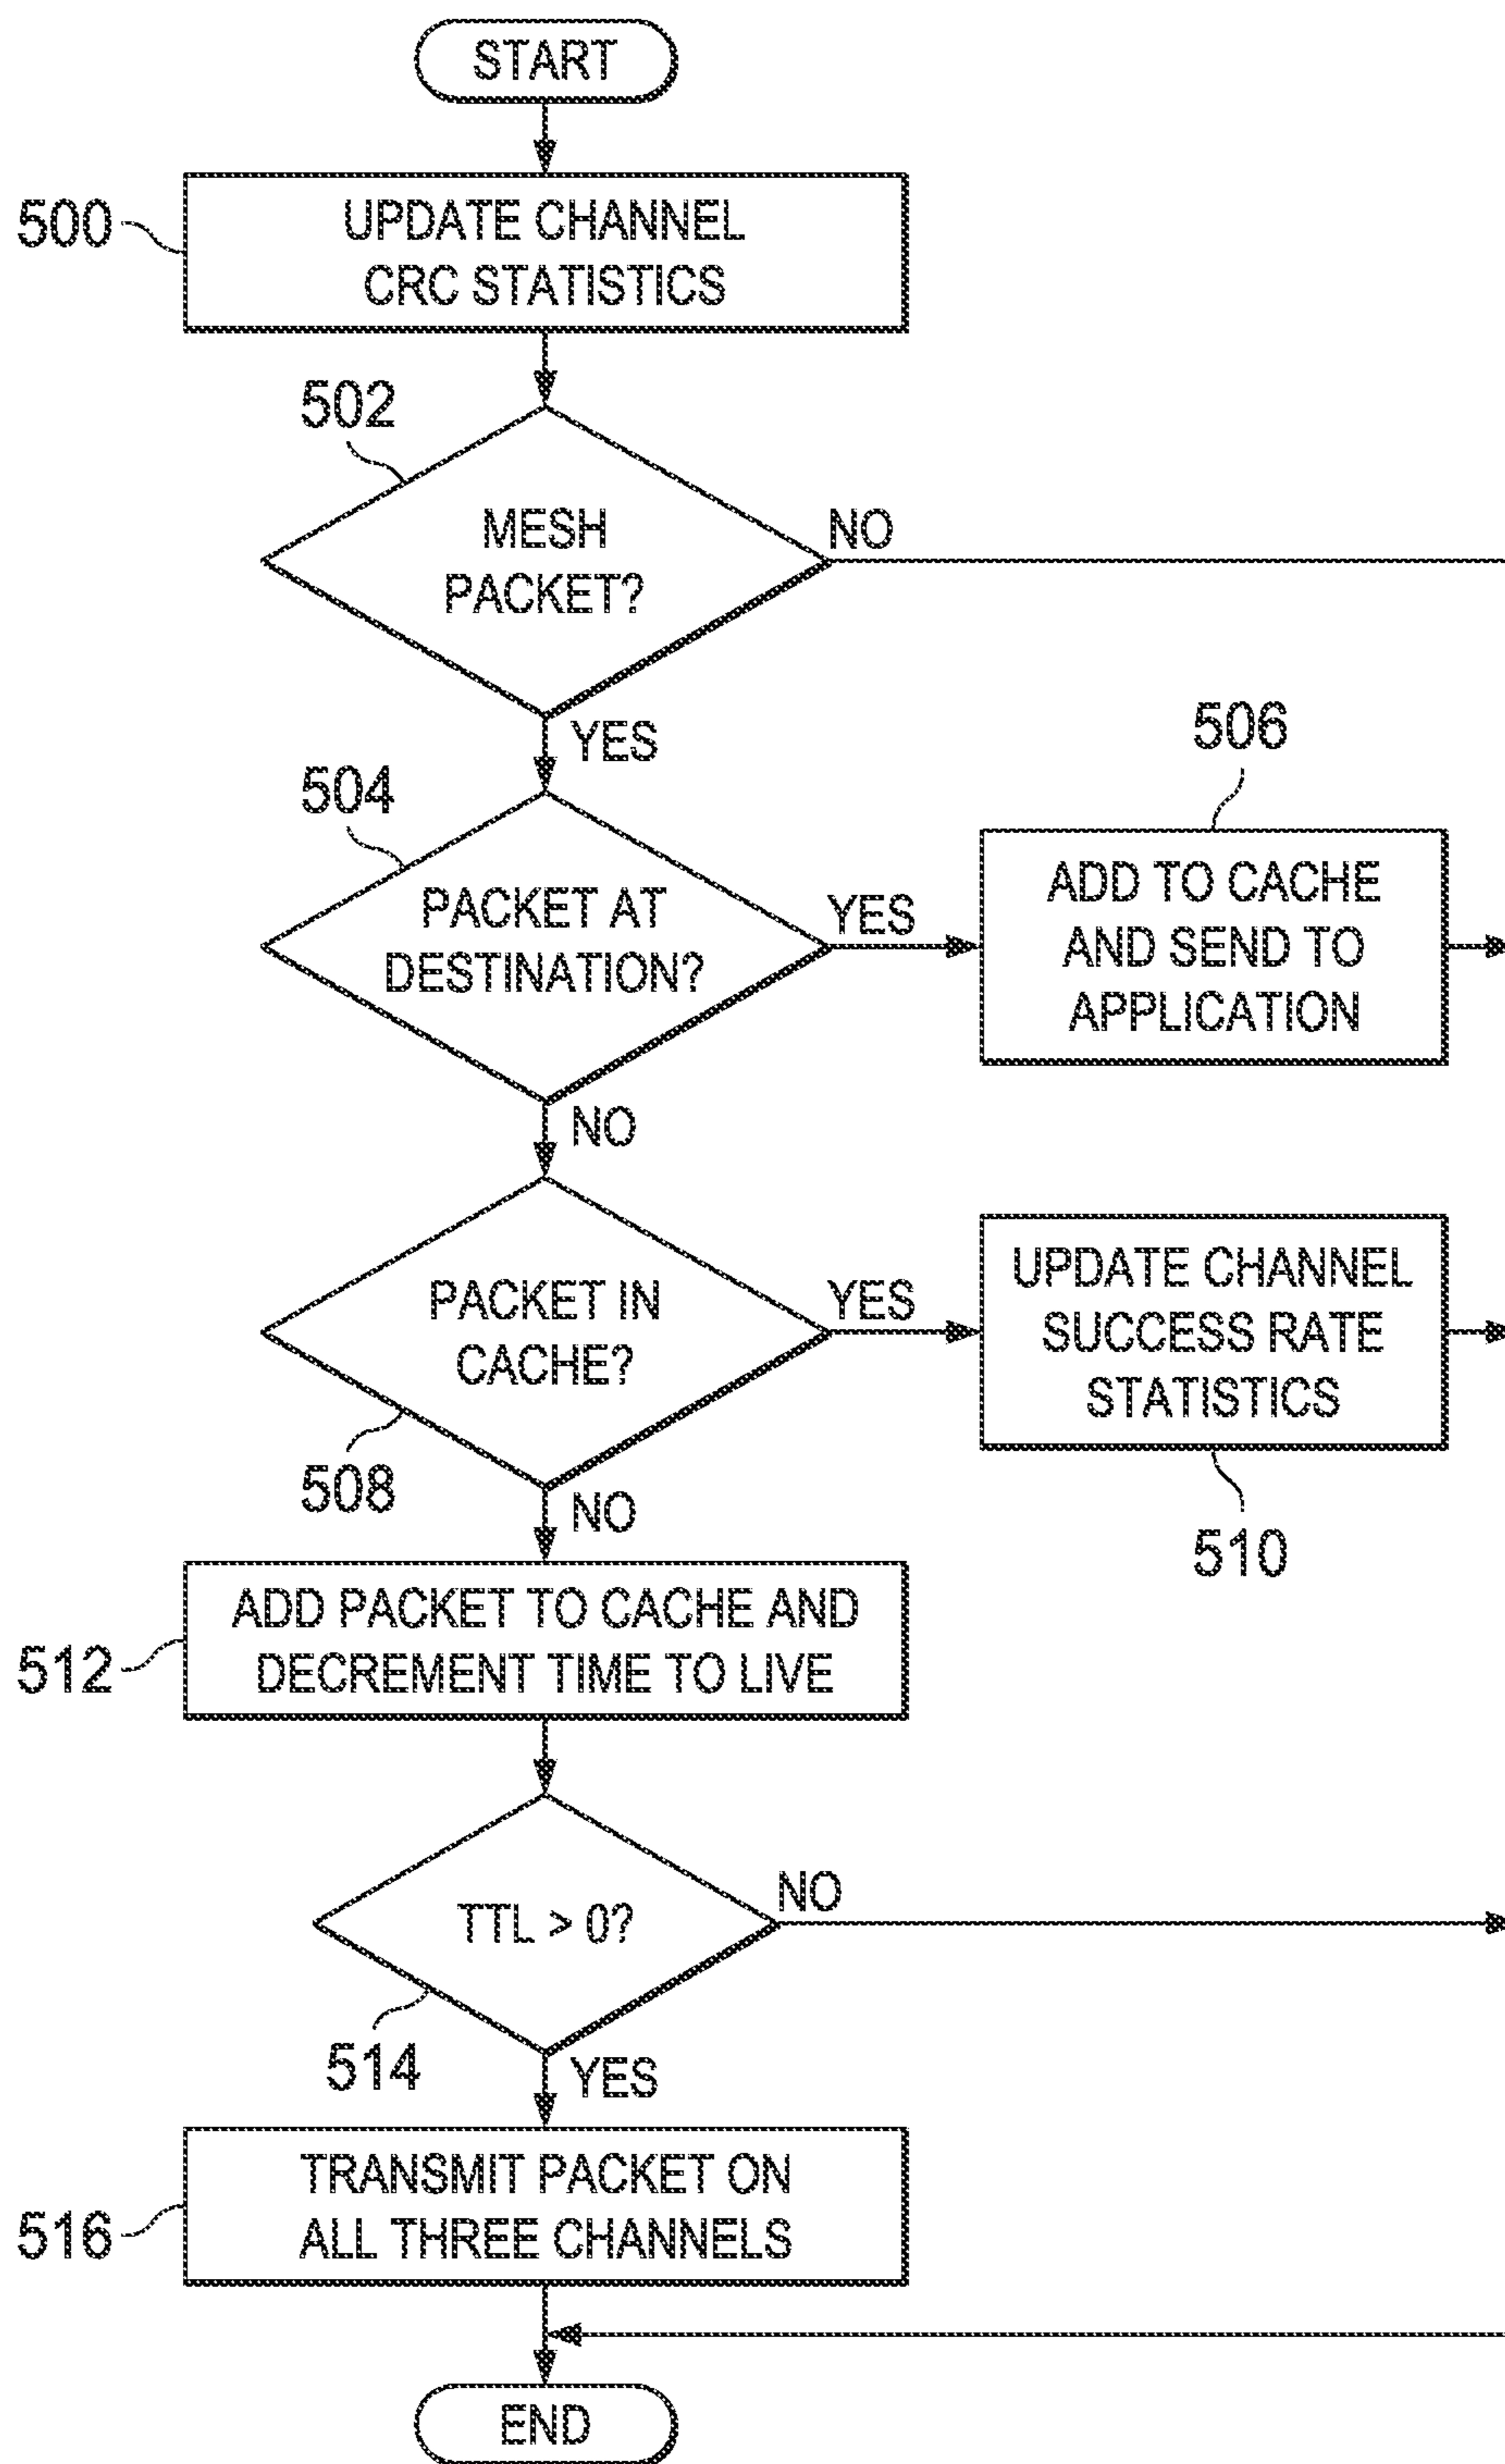 START
500
UPDATE CHANNEL
CRC STATISTICS
502
MESH
PACKET?
NO
YES
504
PACKET AT
DESTINATION?
YES
506
ADD TO CACHE
AND SEND TO
APPLICATION
NO
PACKET IN
CACHE?
YES
508
UPDATE CHANNEL
SUCCESS RATE
STATISTICS
510
NO
512
ADD PACKET TO CACHE AND
DECREMENT TIME TO LIVE
TTL > 0?
NO
514
YES
516
TRANSMIT PACKET ON
ALL THREE CHANNELS
END